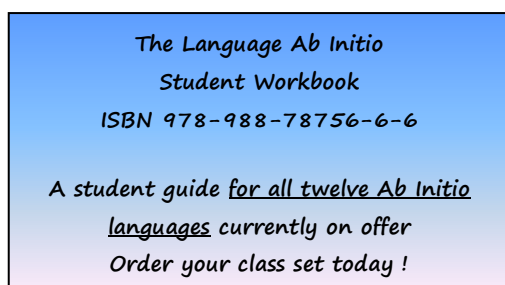 The Language Ab Initio
Student Workbook
ISBN 978-988-78756-6-6
A student guide for all twelve Ab Initio
languages currently on offer
Order your class set today !